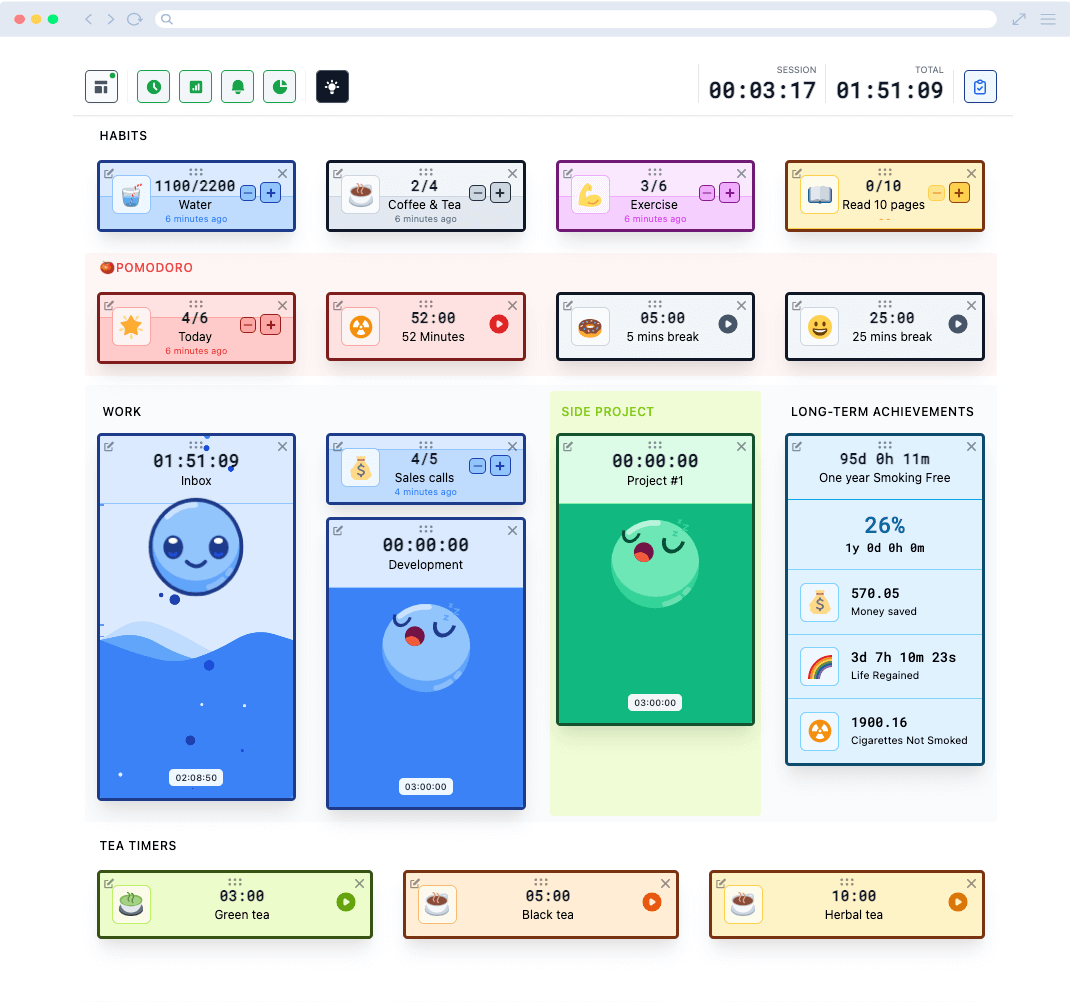 SESSION
00:03:17
TOTAL
01:51:09
HABITS
1100/2200
Water
6 minutes ago
2/4
Coffee & Tea
6 minutes ago
3/6
Exercise
6 minutes ago
0/10
Read 10 pages
--
POMODORO
4/6
Today
6 minutes ago
52:00
52 Minutes
05:00
5 mins break
25:00
25 mins break
WORK
01:51:09
Inbox
02:08:50
4/5
Sales calls
4 minutes ago
00:00:00
Development
zzz
03:00:00
SIDE PROJECT
00:00:00
Project #1
zzz
03:00:00
LONG-TERM ACHIEVEMENTS
95d 0h 11m
One year Smoking Free
26%
1y 0d 0h 0m
570.05
Money saved
3d 7h 10m 23s
Life Regained
1900.16
Cigarettes Not Smoked
TEA TIMERS
03:00
Green tea
05:00
Black tea
10:00
Herbal tea